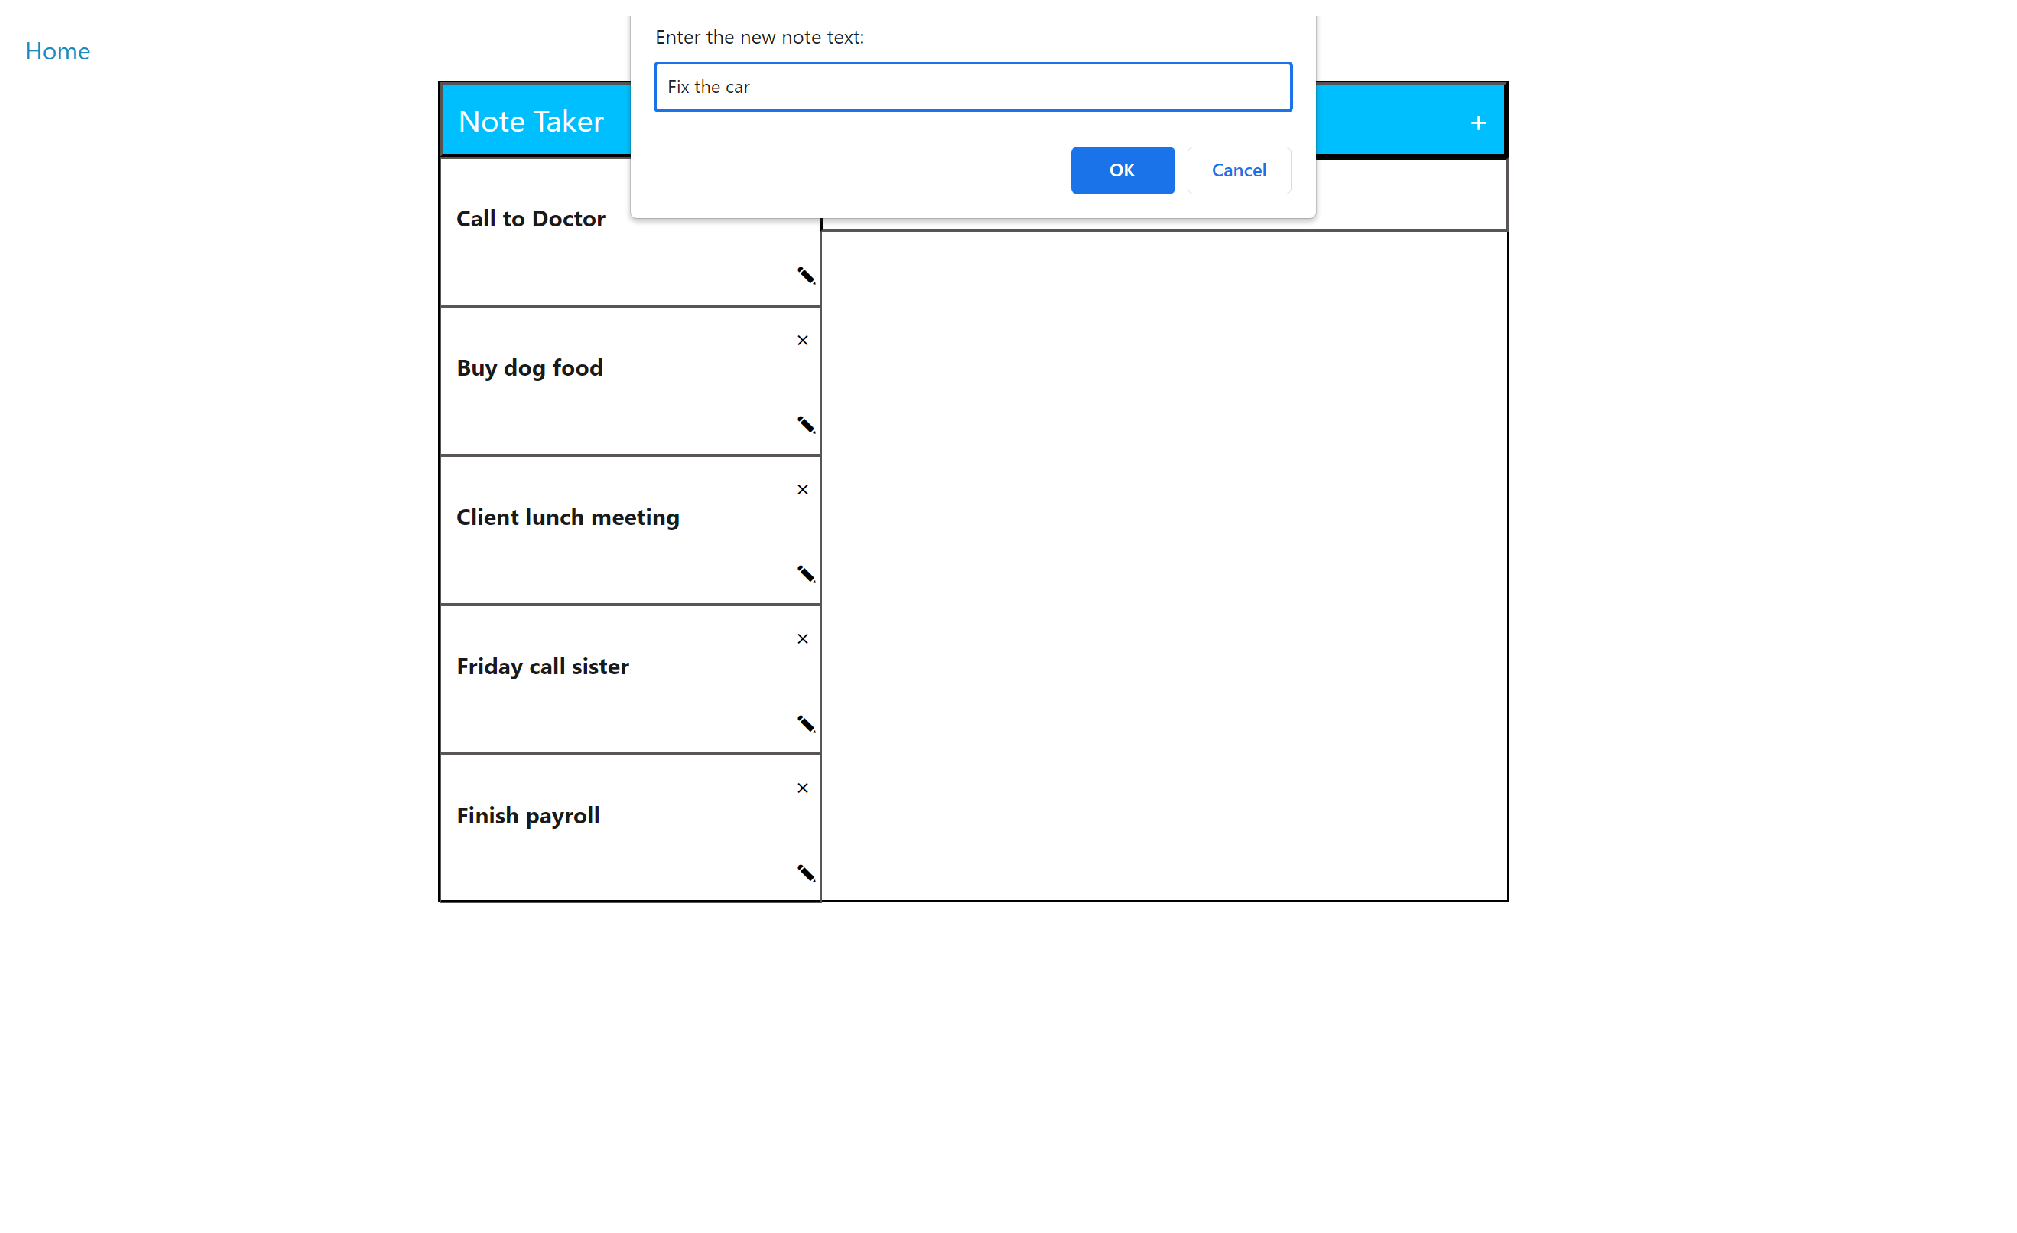 Home
Enter the new note text:
Fix the car
OK
Cancel
Note Taker
+
Call to Doctor
×
Buy dog food
×
Client lunch meeting
×
Friday call sister
×
Finish payroll